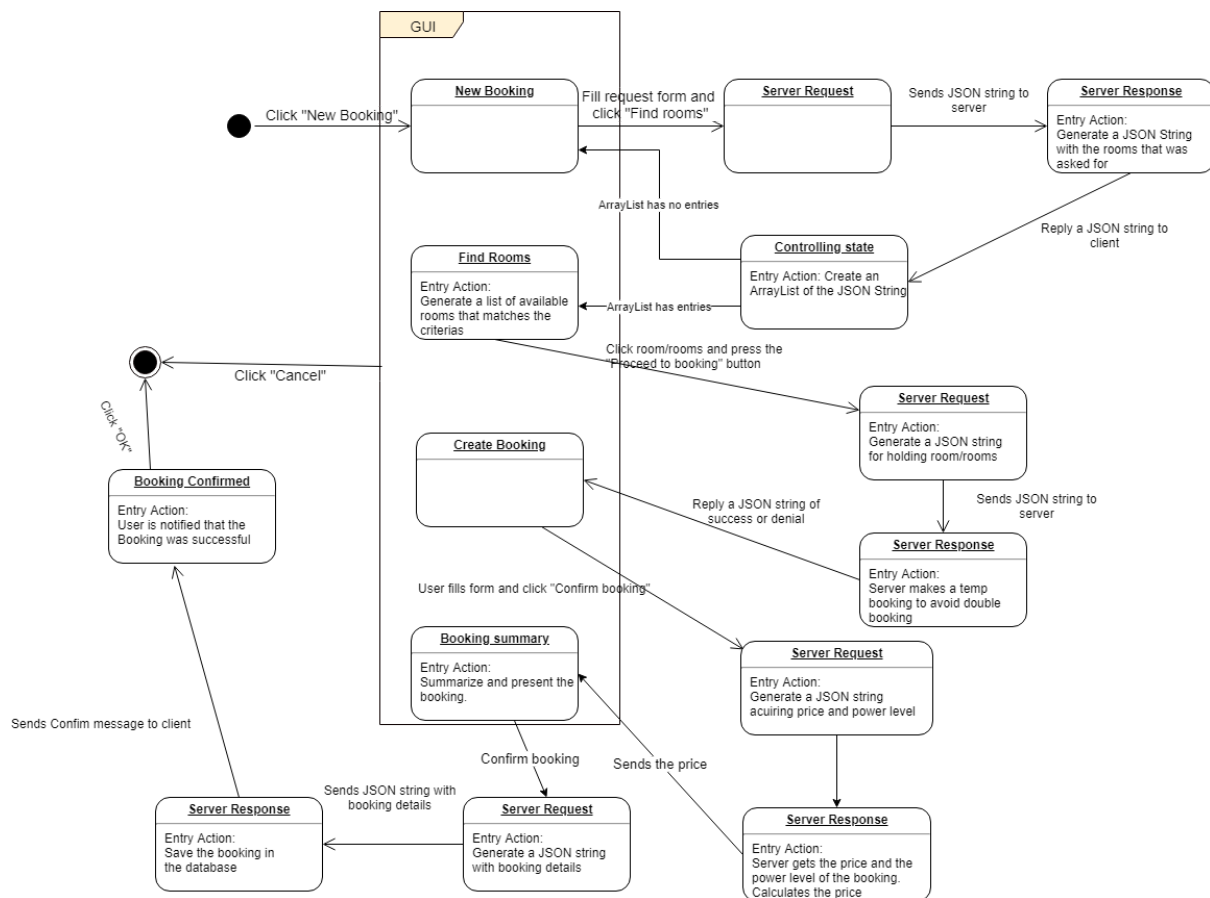 GUI
New Booking
Click "New Booking"
Fill request form and
click "Find rooms"
Server Request
Sends JSON string to
server
Server Response
Entry Action:
Generate a JSON String
with the rooms that was
asked for
ArrayList has no entries
Reply a JSON string to
client
Controlling state
Entry Action: Create an
ArrayList of the JSON String
Find Rooms
Entry Action:
Generate a list of available
rooms that matches the
criterias
ArrayList has entries
Click room/rooms and press the
"Proceed to booking" button
Click "Cancel"
Server Request
Entry Action:
Generate a JSON string
for holding room/rooms
Click "OK"
Create Booking
Booking Confirmed
Entry Action:
User is notified that the
Booking was successful
Reply a JSON string of
success or denial
Sends JSON string to
server
Server Response
Entry Action:
Server makes a temp
booking to avoid double
booking
User fills form and click "Confirm booking"
Booking summary
Entry Action:
Summarize and present the
booking.
Server Request
Entry Action:
Generate a JSON string
acuiring price and power level
Sends Confim message to client
Confirm booking
Sends the price
Sends JSON string with
booking details
Server Response
Entry Action:
Save the booking in
the database
Server Request
Entry Action:
Generate a JSON string
with booking details
Server Response
Entry Action:
Server gets the price and the
power level of the booking.
Calculates the price